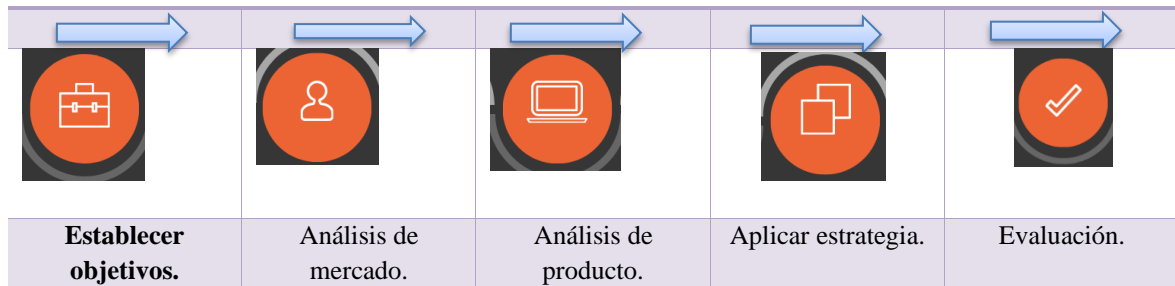 Establecer
objetivos.
Análisis de
mercado.
Análisis de
producto.
Aplicar estrategia.
Evaluación.